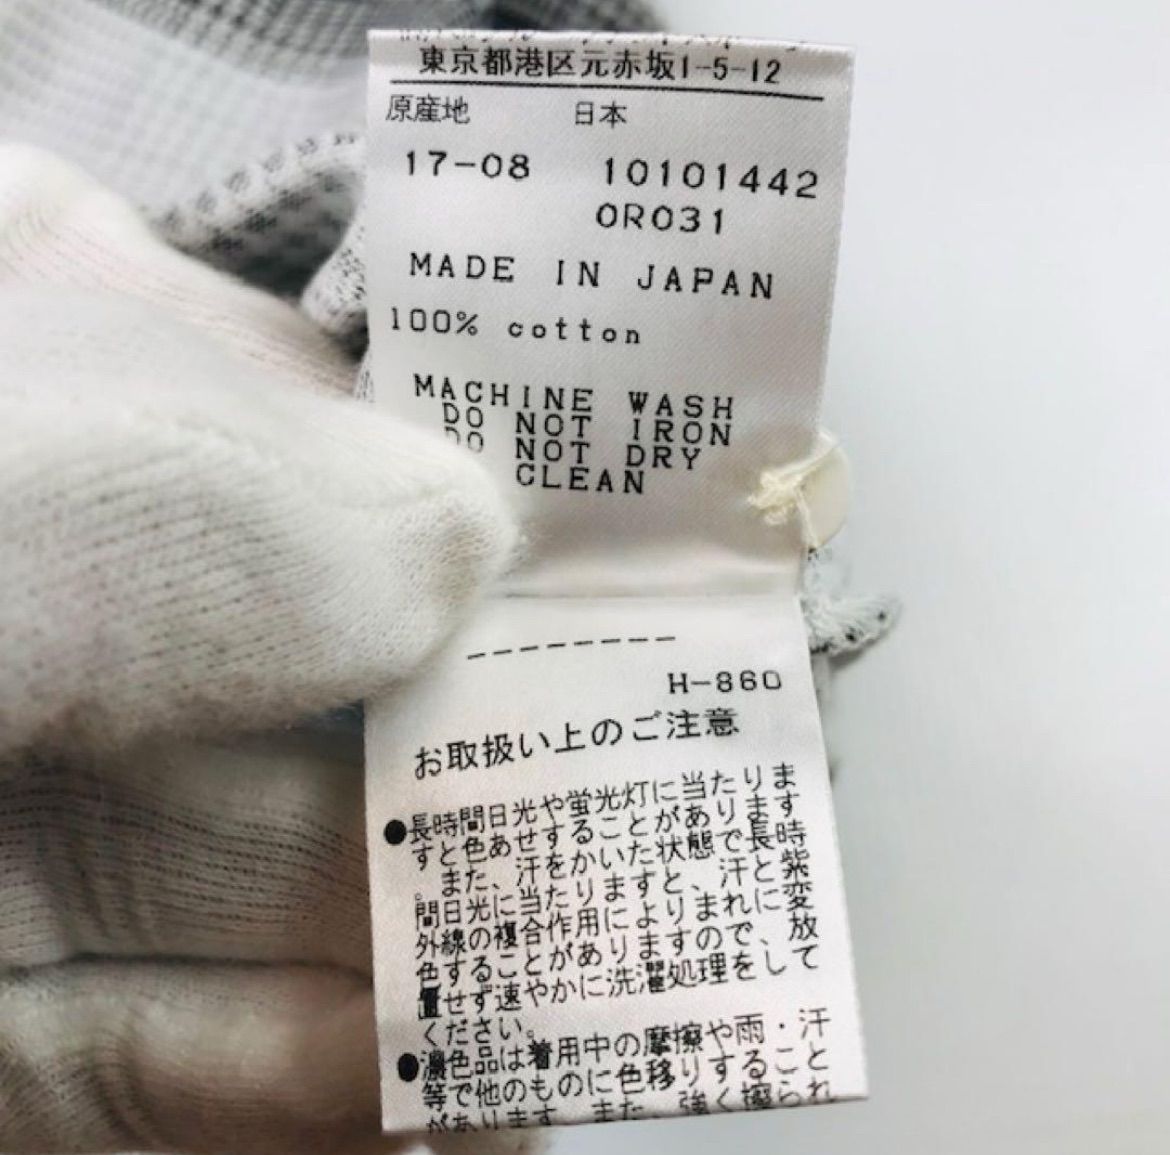 東京都港区元赤坂1-5-12
原産地 日本
17-08 10101442
0R031
MADE IN JAPAN
100% cotton
MACHINE WASH
DO NOT IRON
DO NOT DRY
CLEAN
--------
H-860
お取扱い上のご注意
●長時間日光や蛍光灯に当たりま
すと色あせすることがあります
。また、汗をかいた状態で長時
間日光に当たりますと、汗と紫
外線の複合作用によりまれに変
色することがありますので、放
置せず速やかに洗濯処理をして
ください。
●濃色品は着用中の摩擦や雨・汗
等で他のものに色移りすること
があります。また、強く擦られ